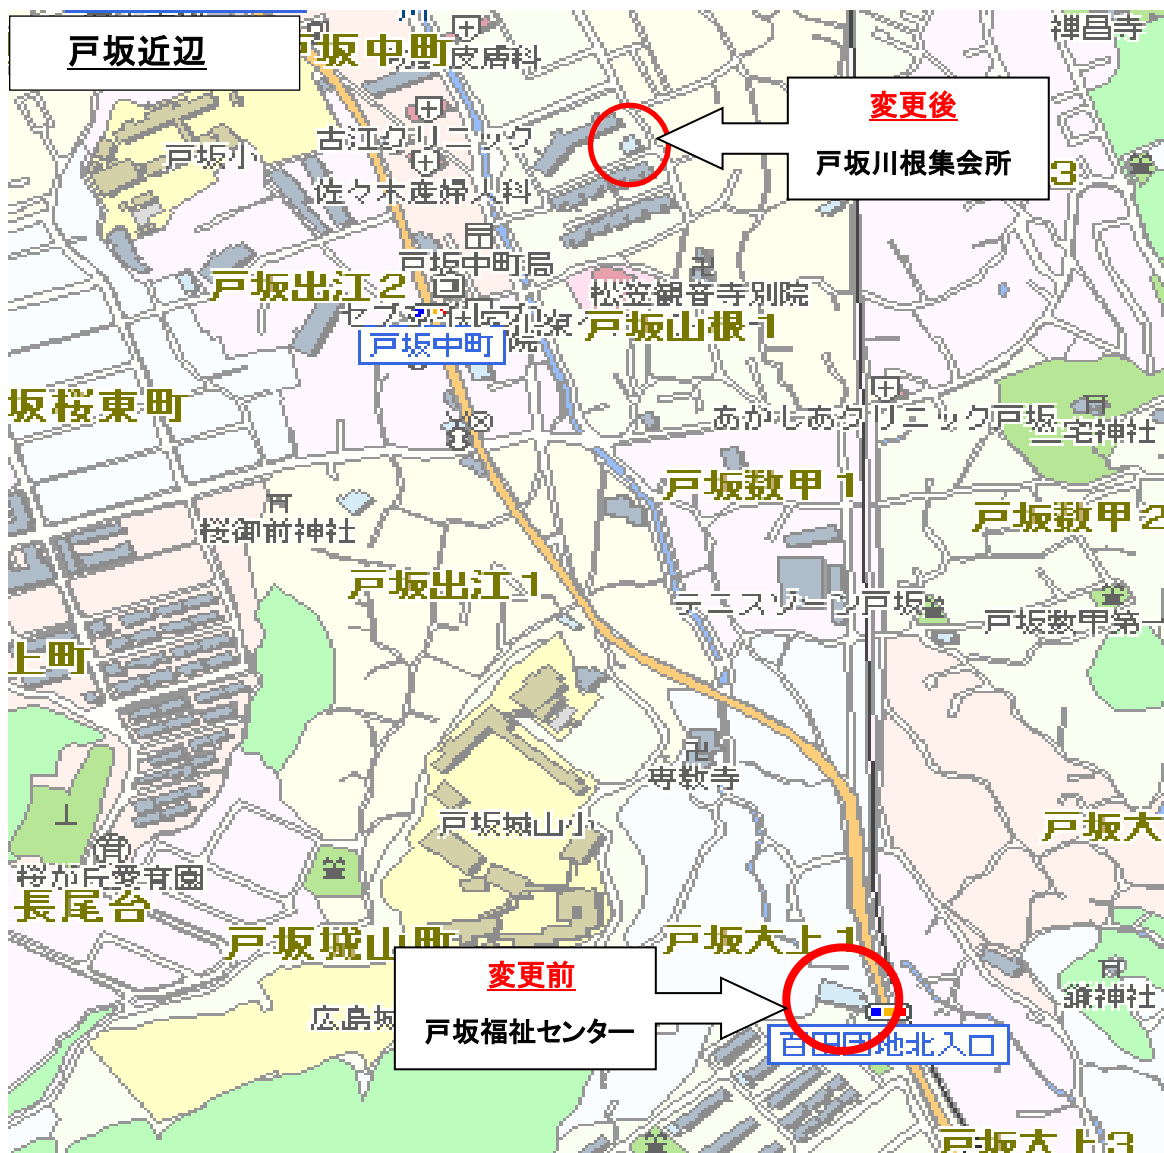 戸坂近辺
戸坂中町
皮膚科
禅昌寺
変更後
戸坂川根集会所
古江クリニック
戸坂小
佐々木産婦人科
3
戸坂中町局
戸坂出江2
松笠観音寺別院
戸坂山根1
戸坂中町
坂桜東町
あかしあクリニック戸坂
二宅神社
戸坂数甲1
戸坂数甲2
桜御前神社
戸坂出江1
テニスゾーン戸坂
戸坂数甲第
上町
専教寺
戸坂城山小
戸坂大
桜が丘愛育園
長尾台
戸坂城山町
戸坂大上1
変更前
戸坂福祉センター
広島城
百田団地北入口
戸坂大上3